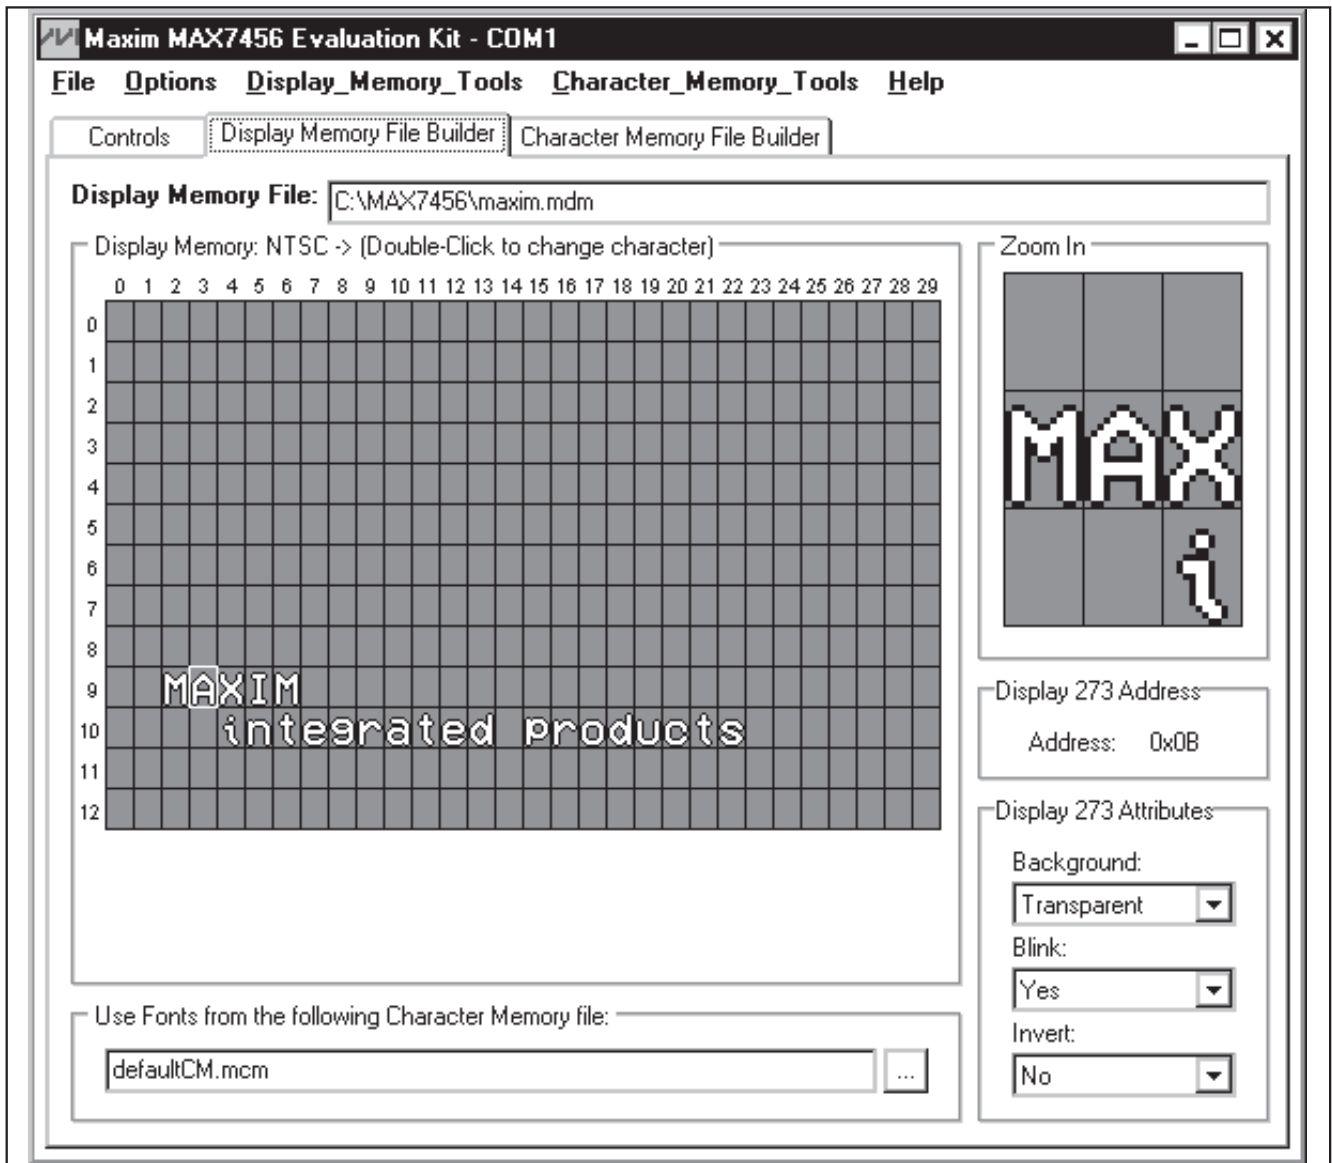 Maxim MAX7456 Evaluation Kit - COM1
File Options Display_Memory_Tools Character_Memory_Tools Help
Controls Display Memory File Builder Character Memory File Builder
Display Memory File: C:\MAX7456\maxim.mdm
Display Memory: NTSC -> (Double-Click to change character)
0 1 2 3 4 5 6 7 8 9 10 11 12 13 14 15 16 17 18 19 20 21 22 23 24 25 26 27 28 29
0
1
2
3
4
5
6
7
8
9 MAXIM
10 integrated products
11
12
Use Fonts from the following Character Memory file:
defaultCM.mcm ...
Zoom In
MAX
i
Display 273 Address
Address: 0x0B
Display 273 Attributes
Background:
Transparent
Blink:
Yes
Invert:
No